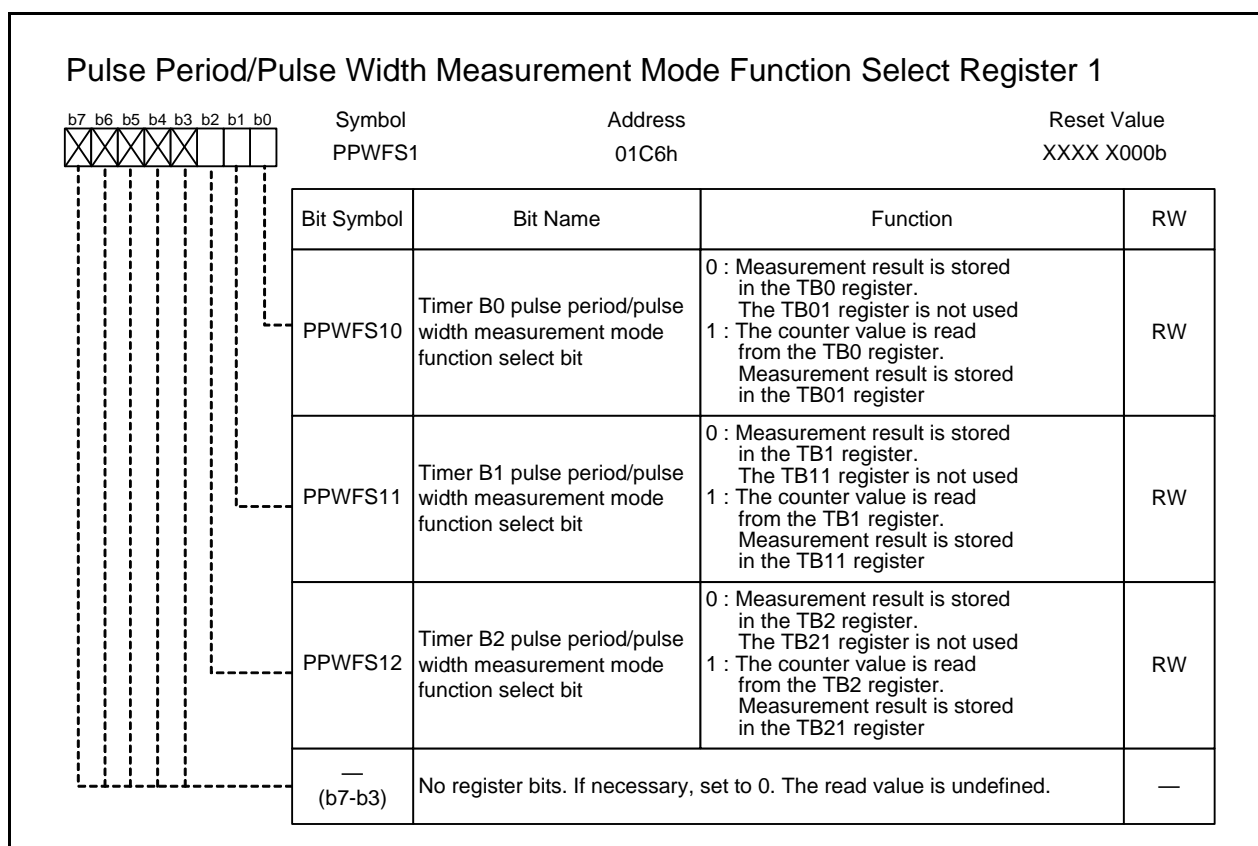 Pulse Period/Pulse Width Measurement Mode Function Select Register 1
b7 b6 b5 b4 b3 b2 b1 b0
Symbol Address Reset Value
PPWFS1 01C6h XXXX X000b
Bit Symbol Bit Name Function RW
PPWFS10
Timer B0 pulse period/pulse
width measurement mode
function select bit
0 : Measurement result is stored
in the TB0 register.
The TB01 register is not used
1 : The counter value is read
from the TB0 register.
Measurement result is stored
in the TB01 register
RW
PPWFS11
Timer B1 pulse period/pulse
width measurement mode
function select bit
0 : Measurement result is stored
in the TB1 register.
The TB11 register is not used
1 : The counter value is read
from the TB1 register.
Measurement result is stored
in the TB11 register
RW
PPWFS12
Timer B2 pulse period/pulse
width measurement mode
function select bit
0 : Measurement result is stored
in the TB2 register.
The TB21 register is not used
1 : The counter value is read
from the TB2 register.
Measurement result is stored
in the TB21 register
RW
—
(b7-b3)
No register bits. If necessary, set to 0. The read value is undefined.
—